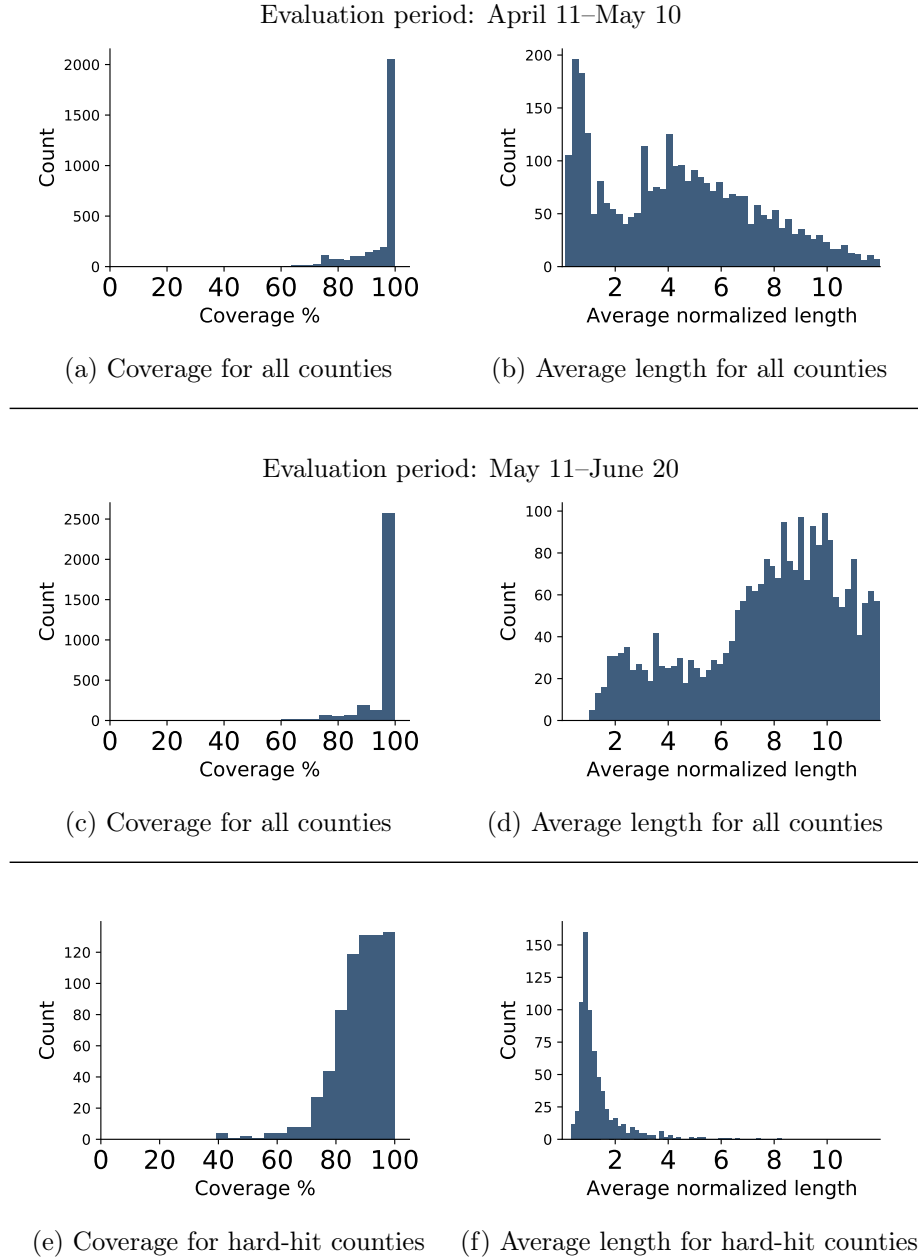 Evaluation period: April 11–May 10
2000
1500
1000
500
0
Count
0 20 40 60 80 100
Coverage %
200
150
100
50
0
Count
2 4 6 8 10
Average normalized length
(a) Coverage for all counties
(b) Average length for all counties
Evaluation period: May 11–June 20
2500
2000
1500
1000
500
0
Count
0 20 40 60 80 100
Coverage %
100
80
60
40
20
0
Count
2 4 6 8 10
Average normalized length
(c) Coverage for all counties
(d) Average length for all counties
120
100
80
60
40
20
0
Count
0 20 40 60 80 100
Coverage %
150
125
100
75
50
25
0
Count
2 4 6 8 10
Average normalized length
(e) Coverage for hard-hit counties
(f) Average length for hard-hit counties